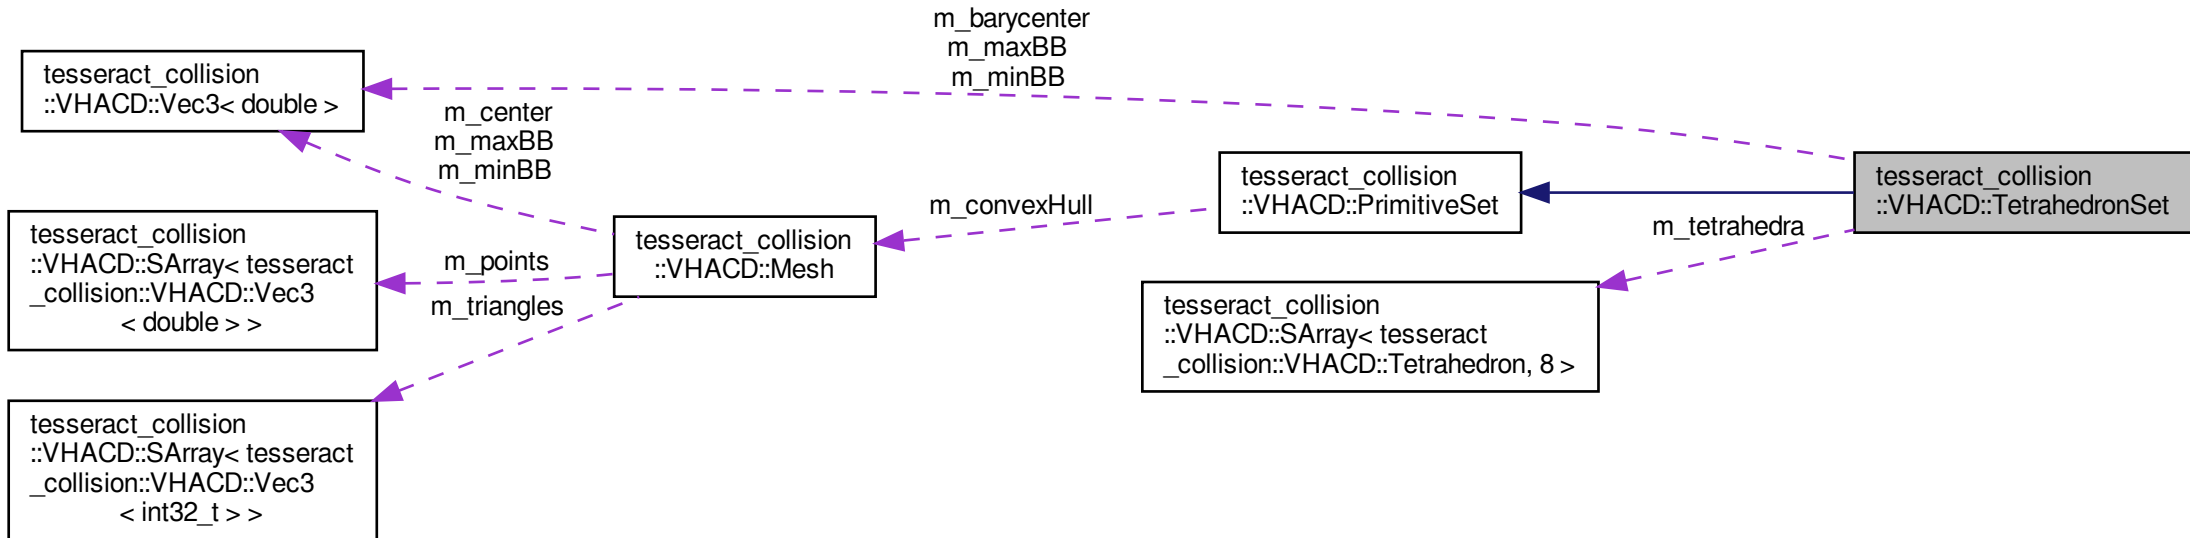 m_barycenter
m_maxBB
m_minBB
tesseract_collision
::VHACD::Vec3< double >
m_center
m_maxBB
m_minBB
tesseract_collision
::VHACD::PrimitiveSet
tesseract_collision
::VHACD::TetrahedronSet
m_convexHull
m_tetrahedra
tesseract_collision
::VHACD::SArray< tesseract
_collision::VHACD::Vec3
< double > >
m_points
m_triangles
tesseract_collision
::VHACD::Mesh
tesseract_collision
::VHACD::SArray< tesseract
_collision::VHACD::Tetrahedron, 8 >
tesseract_collision
::VHACD::SArray< tesseract
_collision::VHACD::Vec3
< int32_t > >